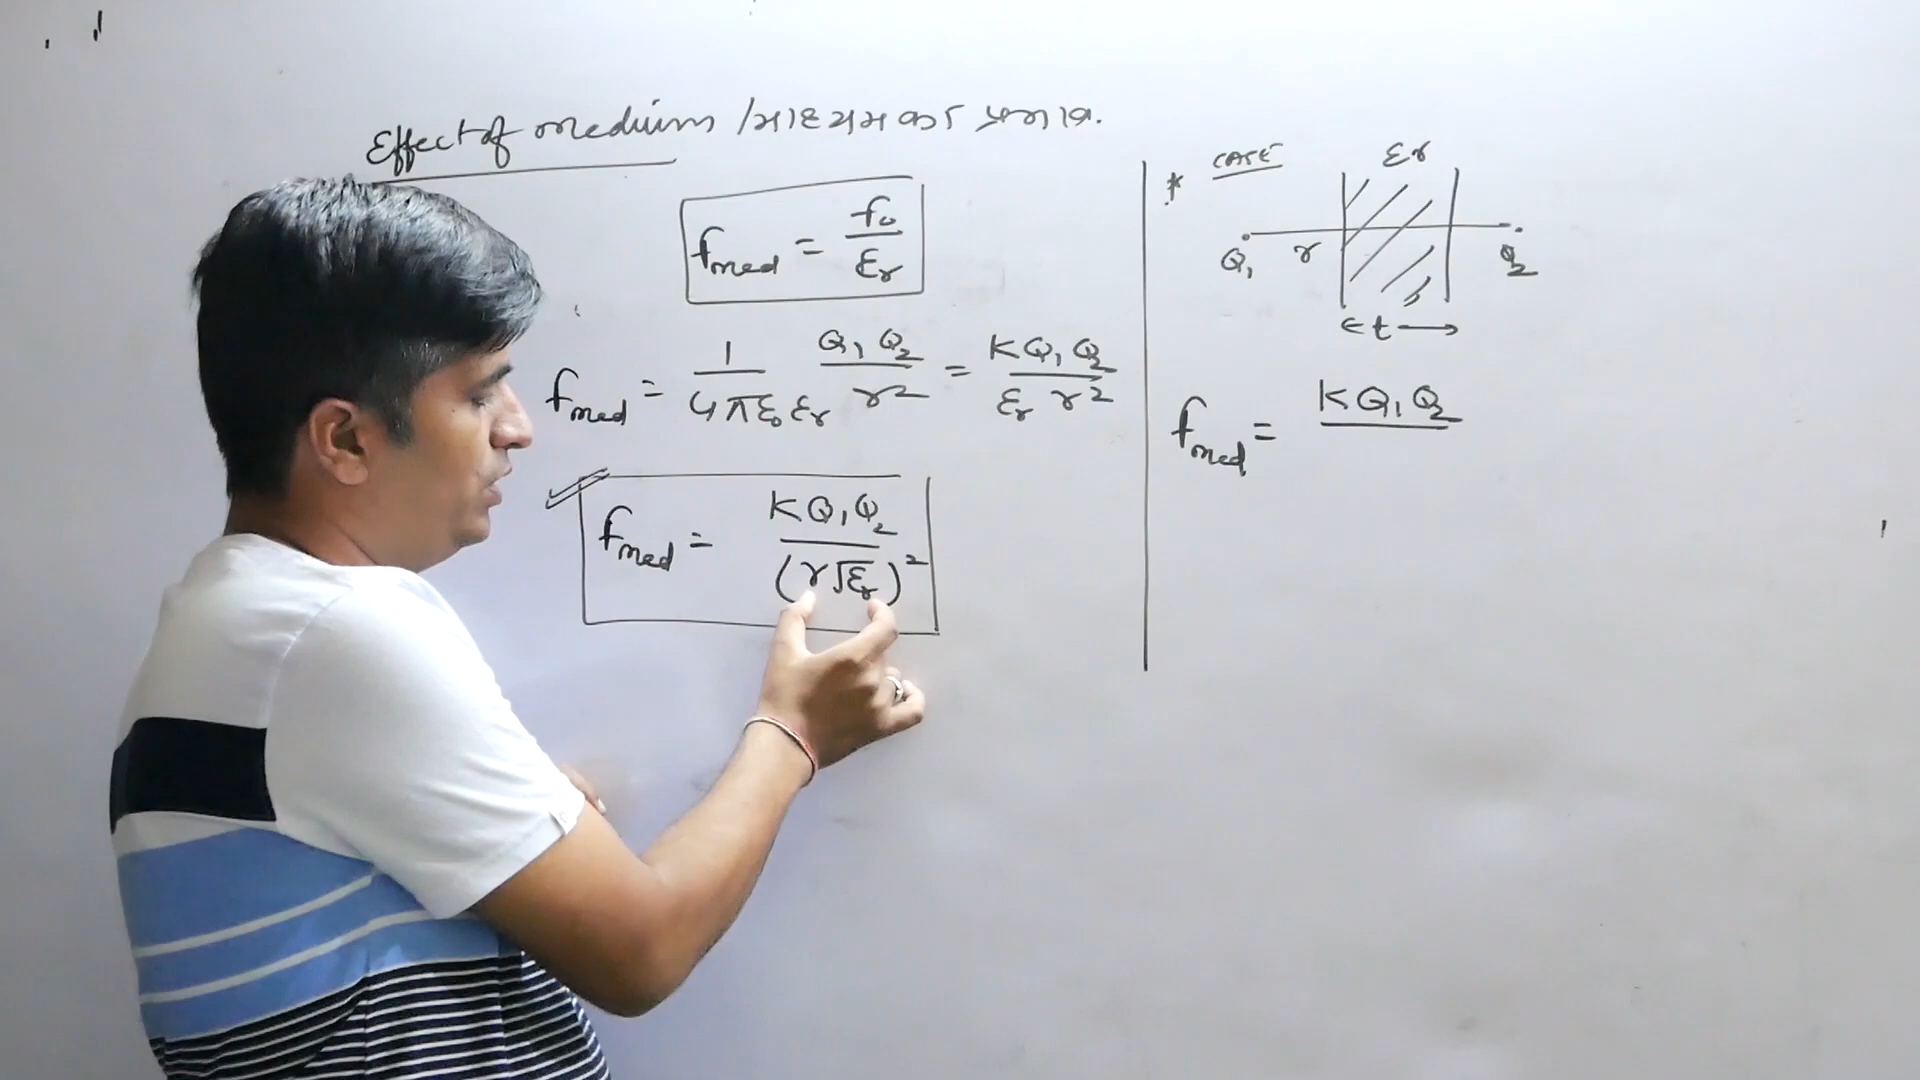 Effect of medium / माध्यम का प्रभाव.
fmed = f₀/εr
fmed = 1/4πε₀εr Q₁Q₂/r² = KQ₁Q₂/εr r²
fmed = KQ₁Q₂/(r√εr)²
* CASE
εr
Q₁ r Q₂
← t →
fmed = KQ₁Q₂